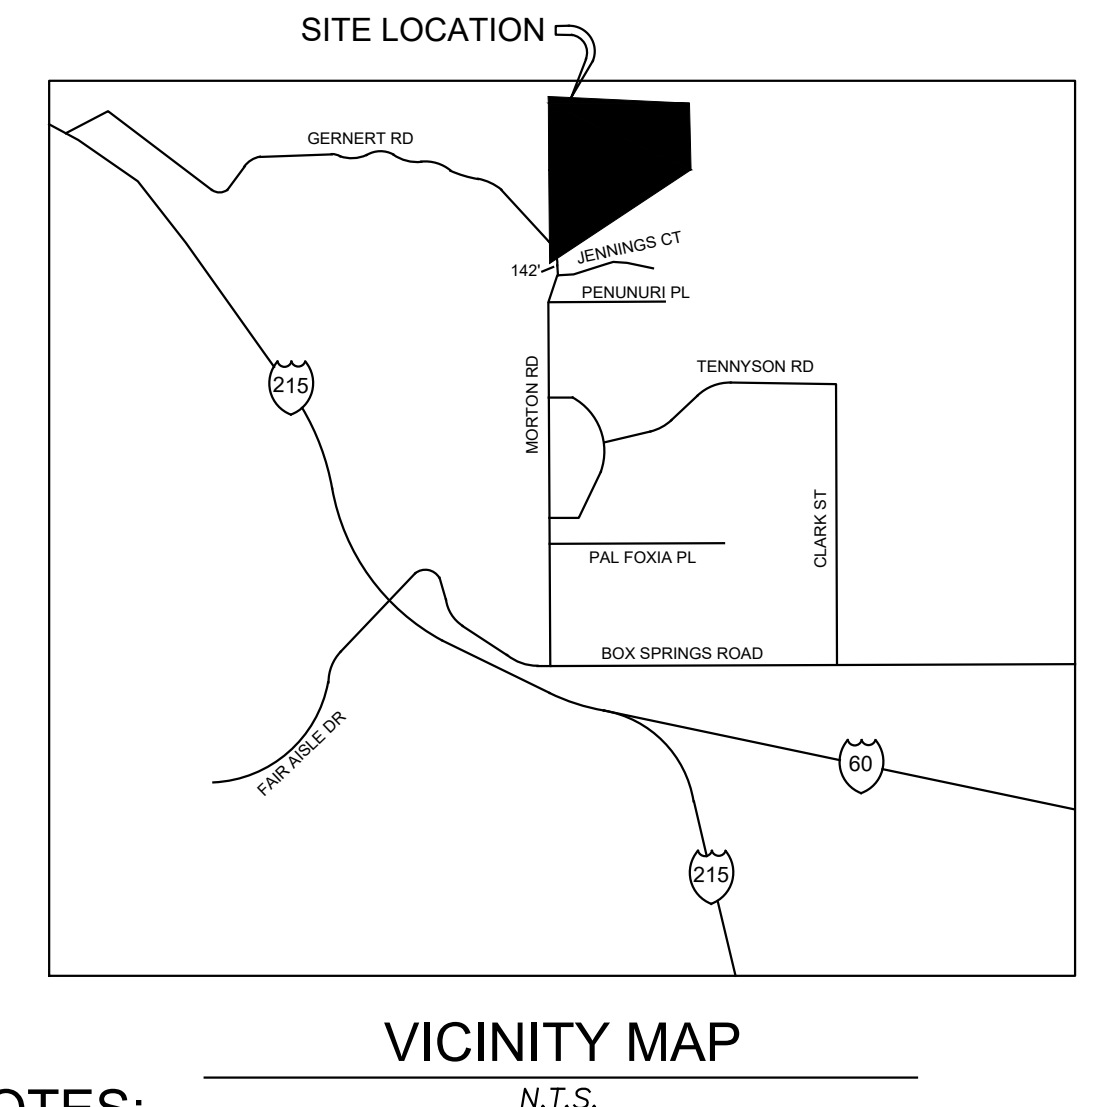 SITE LOCATION
GERNERT RD
JENNINGS CT
142'
PENUNURI PL
MORTON RD
TENNYSON RD
215
CLARK ST
PAL FOXIA PL
BOX SPRINGS ROAD
FAIR AISLE DR
60
215
VICINITY MAP
N.T.S.
OTES: